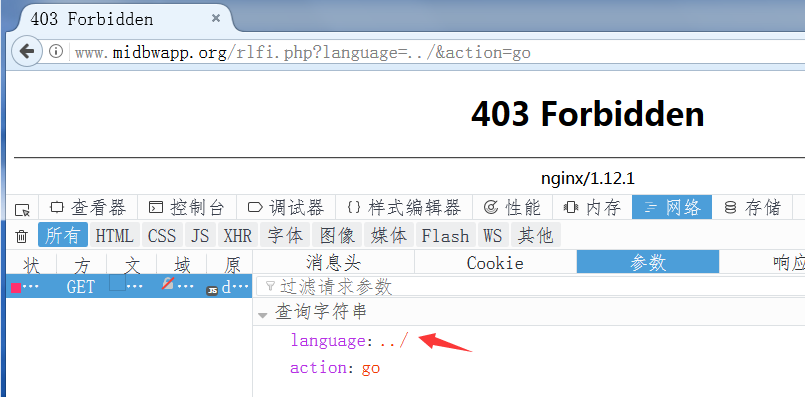 403 Forbidden ×
www.midbwapp.org/rlfi.php?language=../&action=go
403 Forbidden
nginx/1.12.1
查看器 控制台 调试器 {} 样式编辑器 性能 内存 网络 存储
所有 HTML CSS JS XHR 字体 图像 媒体 Flash WS 其他
状 方 文 域 原 消息头 Cookie 参数 响应
... GET ... ... JS d... 过滤请求参数
查询字符串
language: ../
action: go